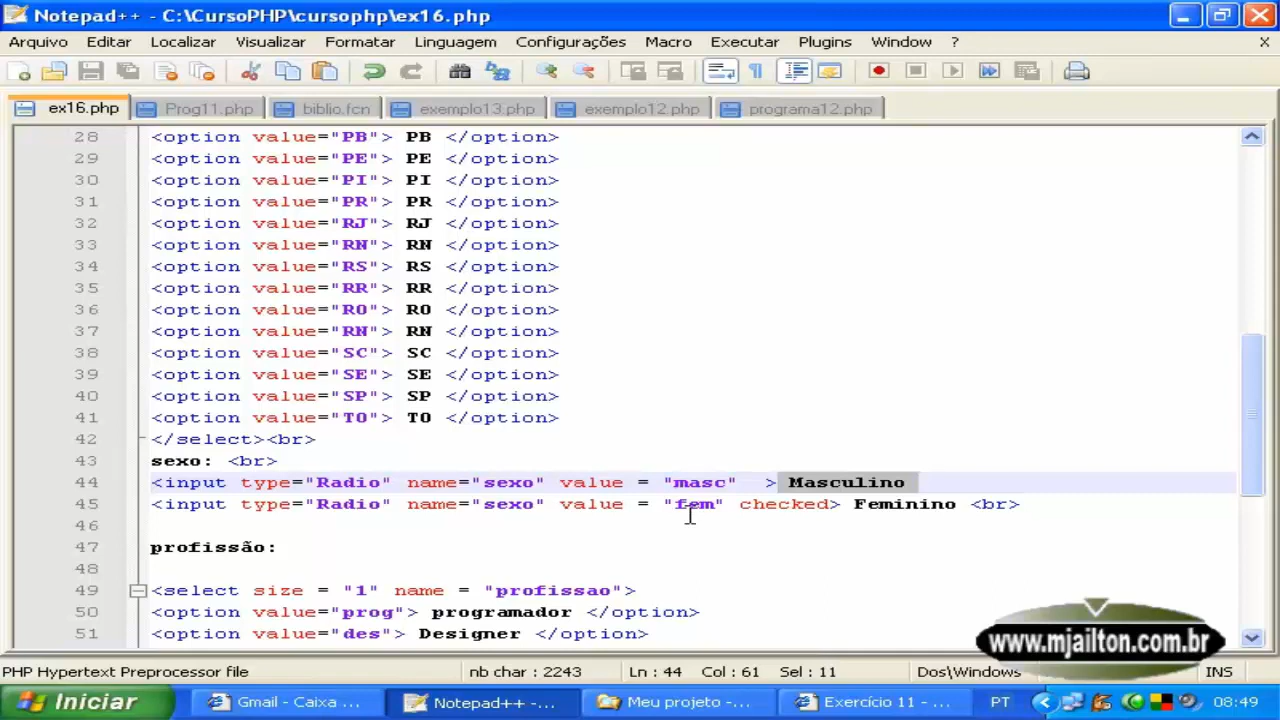 Notepad++ - C:\CursoPHP\cursophp\ex16.php
Arquivo Editar Localizar Visualizar Formatar Linguagem Configurações Macro Executar Plugins Window ? X
ex16.php Prog11.php biblio.fcn exemplo13.php exemplo12.php programa12.php
28 <option value="PB"> PB </option>
29 <option value="PE"> PE </option>
30 <option value="PI"> PI </option>
31 <option value="PR"> PR </option>
32 <option value="RJ"> RJ </option>
33 <option value="RN"> RN </option>
34 <option value="RS"> RS </option>
35 <option value="RR"> RR </option>
36 <option value="RO"> RO </option>
37 <option value="RN"> RN </option>
38 <option value="SC"> SC </option>
39 <option value="SE"> SE </option>
40 <option value="SP"> SP </option>
41 <option value="TO"> TO </option>
42 </select><br>
43 sexo: <br>
44 <input type="Radio" name="sexo" value = "masc" > Masculino
45 <input type="Radio" name="sexo" value = "fem" checked> Feminino <br>
46
47 profissão:
48
49 <select size = "1" name = "profissao">
50 <option value="prog"> programador </option>
51 <option value="des"> Designer </option>
www.mjailton.com.br
PHP Hypertext Preprocessor file nb char : 2243 Ln : 44 Col : 61 Sel : 11 Dos\Windows INS
Iniciar Gmail - Caixa ... Notepad++ -... Meu projeto -... Exercício 11 - ... PT 08:49